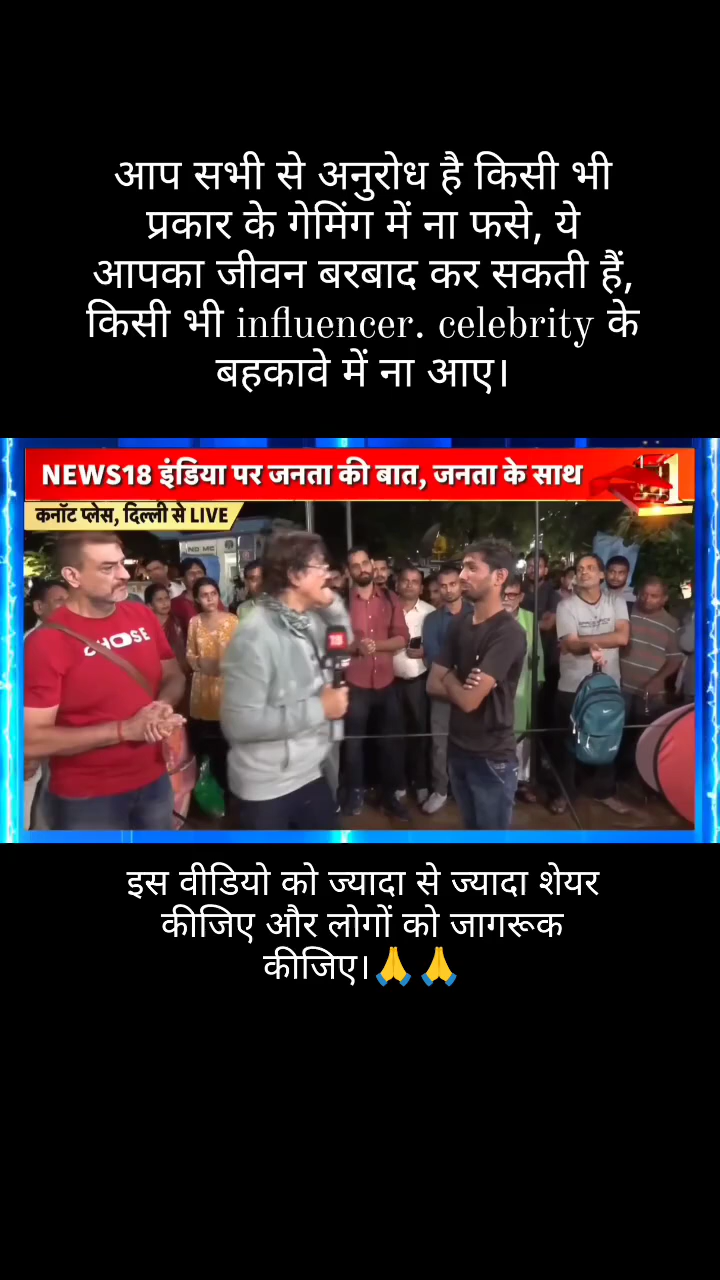 आप सभी से अनुरोध है किसी भी
प्रकार के गेमिंग में ना फसे, ये
आपका जीवन बरबाद कर सकती हैं,
किसी भी influencer. celebrity के
बहकावे में ना आए।
NEWS18 इंडिया पर जनता की बात, जनता के साथ
कनॉट प्लेस, दिल्ली से LIVE
CHOSE
इस वीडियो को ज्यादा से ज्यादा शेयर
कीजिए और लोगों को जागरूक
कीजिए।🙏🙏